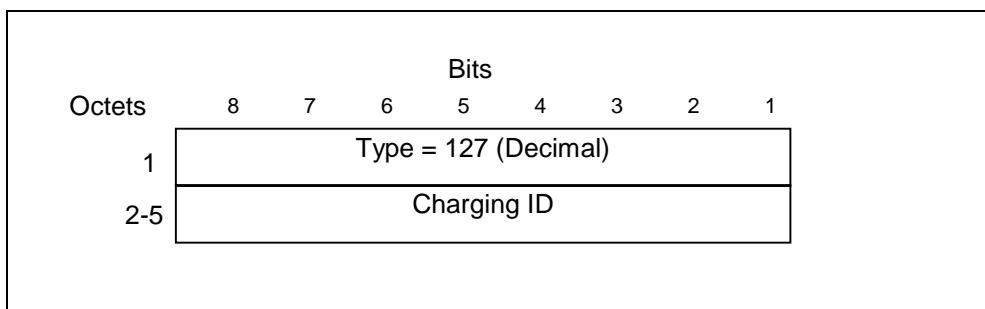 Bits
Octets 8 7 6 5 4 3 2 1
1 Type = 127 (Decimal)
2-5 Charging ID